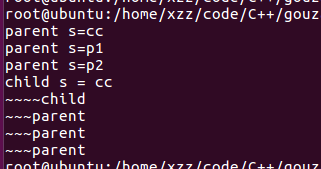 root@ubuntu:/home/xzz/code/C++/gouz
root@ubuntu:/home/xzz/code/C++/gouz
parent s=cc
parent s=p1
parent s=p2
child s = cc
~~~~child
~~~parent
~~~parent
~~~parent
root@ubuntu:/home/xzz/code/C++/gouz